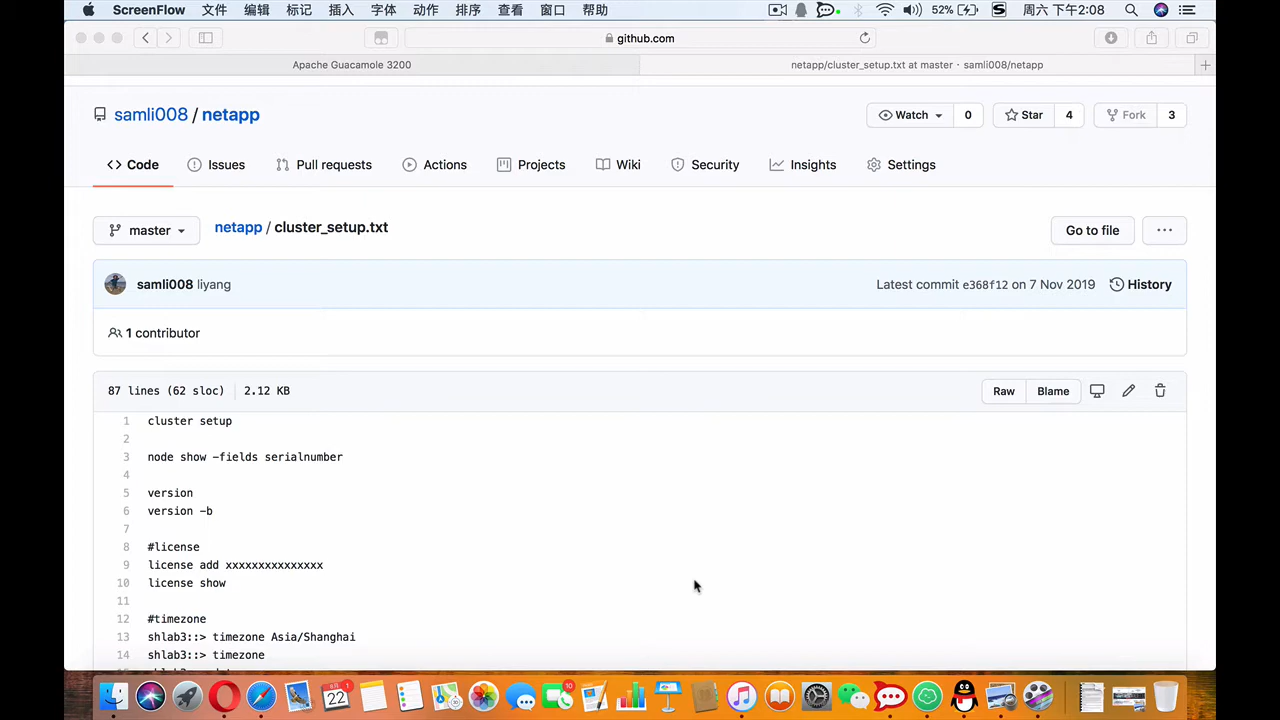 ScreenFlow 文件 编辑 标记 插入 字体 动作 排序 查看 窗口 帮助 52% 周六 下午2:08
github.com
Apache Guacamole 3200 netapp/cluster_setup.txt at master · samli008/netapp
samli008 / netapp Watch 0 Star 4 Fork 3
Code Issues Pull requests Actions Projects Wiki Security Insights Settings
master netapp / cluster_setup.txt Go to file ···
samli008 liyang Latest commit e368f12 on 7 Nov 2019 History
1 contributor
87 lines (62 sloc) 2.12 KB Raw Blame
1 cluster setup
2
3 node show -fields serialnumber
4
5 version
6 version -b
7
8 #license
9 license add xxxxxxxxxxxxxxx
10 license show
11
12 #timezone
13 shlab3::> timezone Asia/Shanghai
14 shlab3::> timezone
22
10